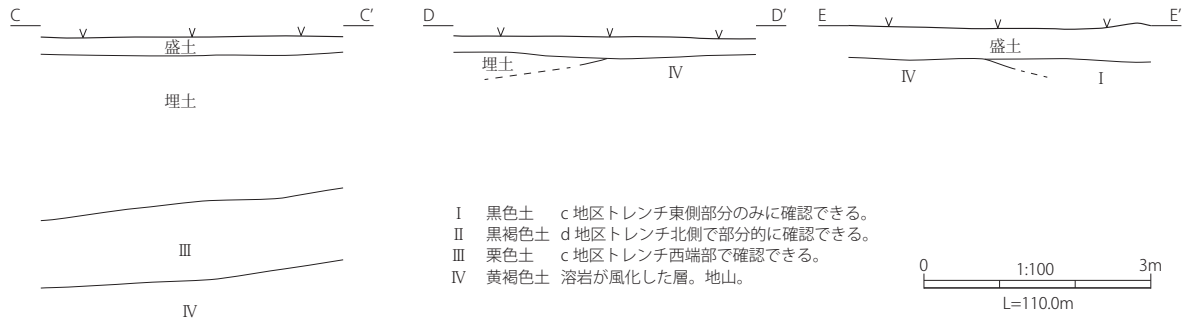 C C′ D D′ E E′
盛土
盛土
埋土 Ⅳ
Ⅳ Ⅰ
埋土
Ⅲ
Ⅳ
Ⅰ 黒色土 c 地区トレンチ東側部分のみに確認できる。
Ⅱ 黒褐色土 d 地区トレンチ北側で部分的に確認できる。
Ⅲ 栗色土 c 地区トレンチ西端部で確認できる。
Ⅳ 黄褐色土 溶岩が風化した層。地山。
0 1:100 3m
L=110.0m